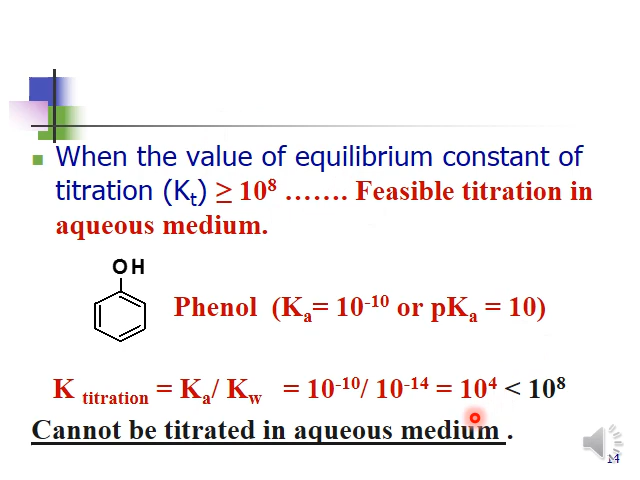 When the value of equilibrium constant of
titration (Kt) ≥ 10⁸ ……. Feasible titration in
aqueous medium.
OH
Phenol (Ka= 10⁻¹⁰ or pKa = 10)
K titration = Ka/ Kw = 10⁻¹⁰/ 10⁻¹⁴ = 10⁴ < 10⁸
Cannot be titrated in aqueous medium .
14